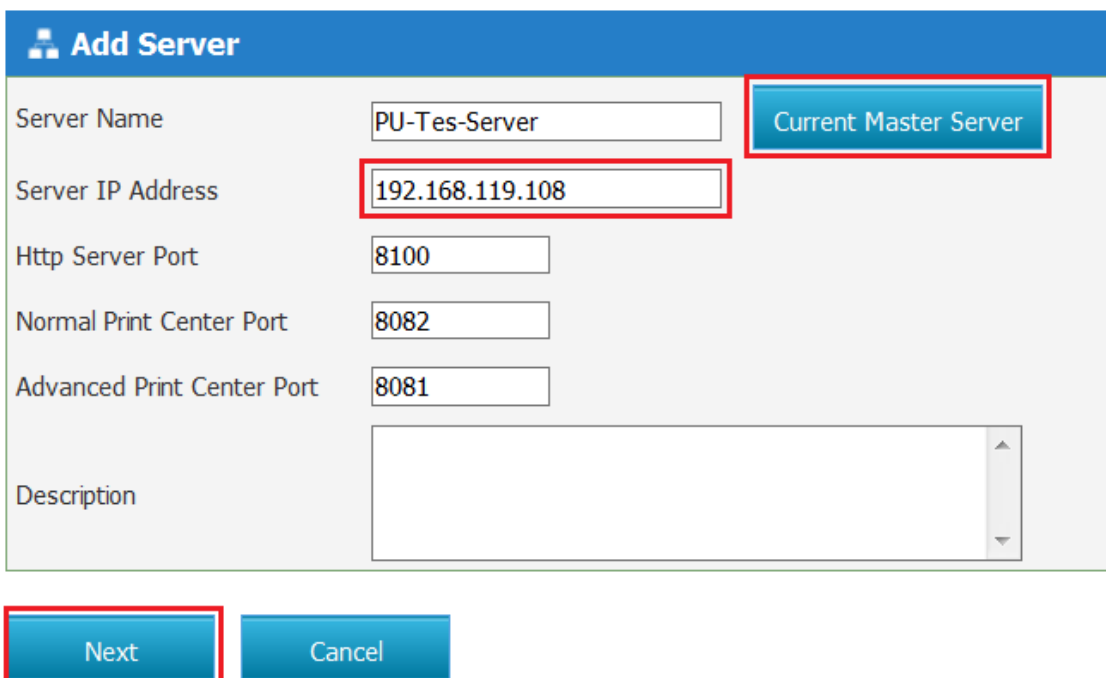 Add Server
Server Name PU-Tes-Server Current Master Server
Server IP Address 192.168.119.108
Http Server Port 8100
Normal Print Center Port 8082
Advanced Print Center Port 8081
Description
Next Cancel